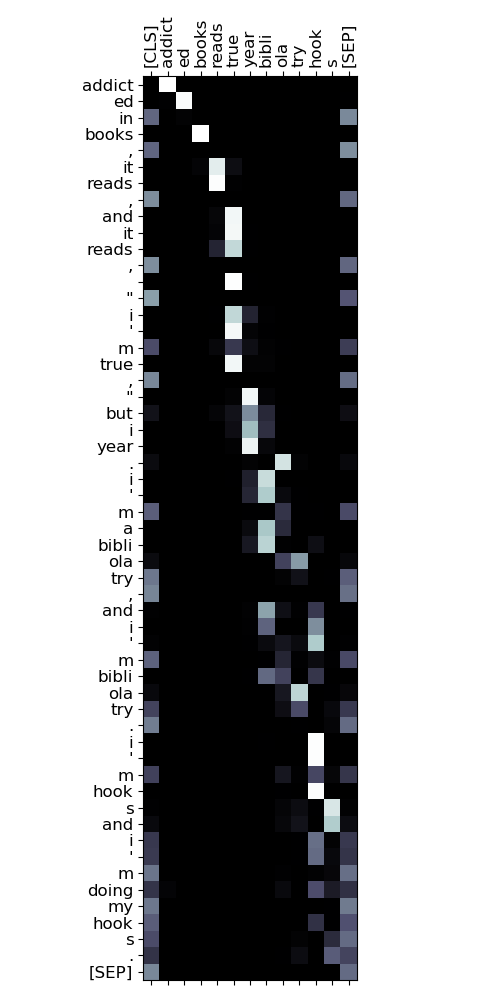 [CLS]
addict
ed
books
reads
true
year
bibli
ola
try
hook
s
[SEP]
addict
ed
in
books
,
it
reads
,
and
it
reads
,
"
i
'
m
true
,
"
but
i
year
.
i
'
m
a
bibli
ola
try
,
and
i
'
m
bibli
ola
try
.
i
'
m
hook
s
and
i
'
m
doing
my
hook
s
.
[SEP]